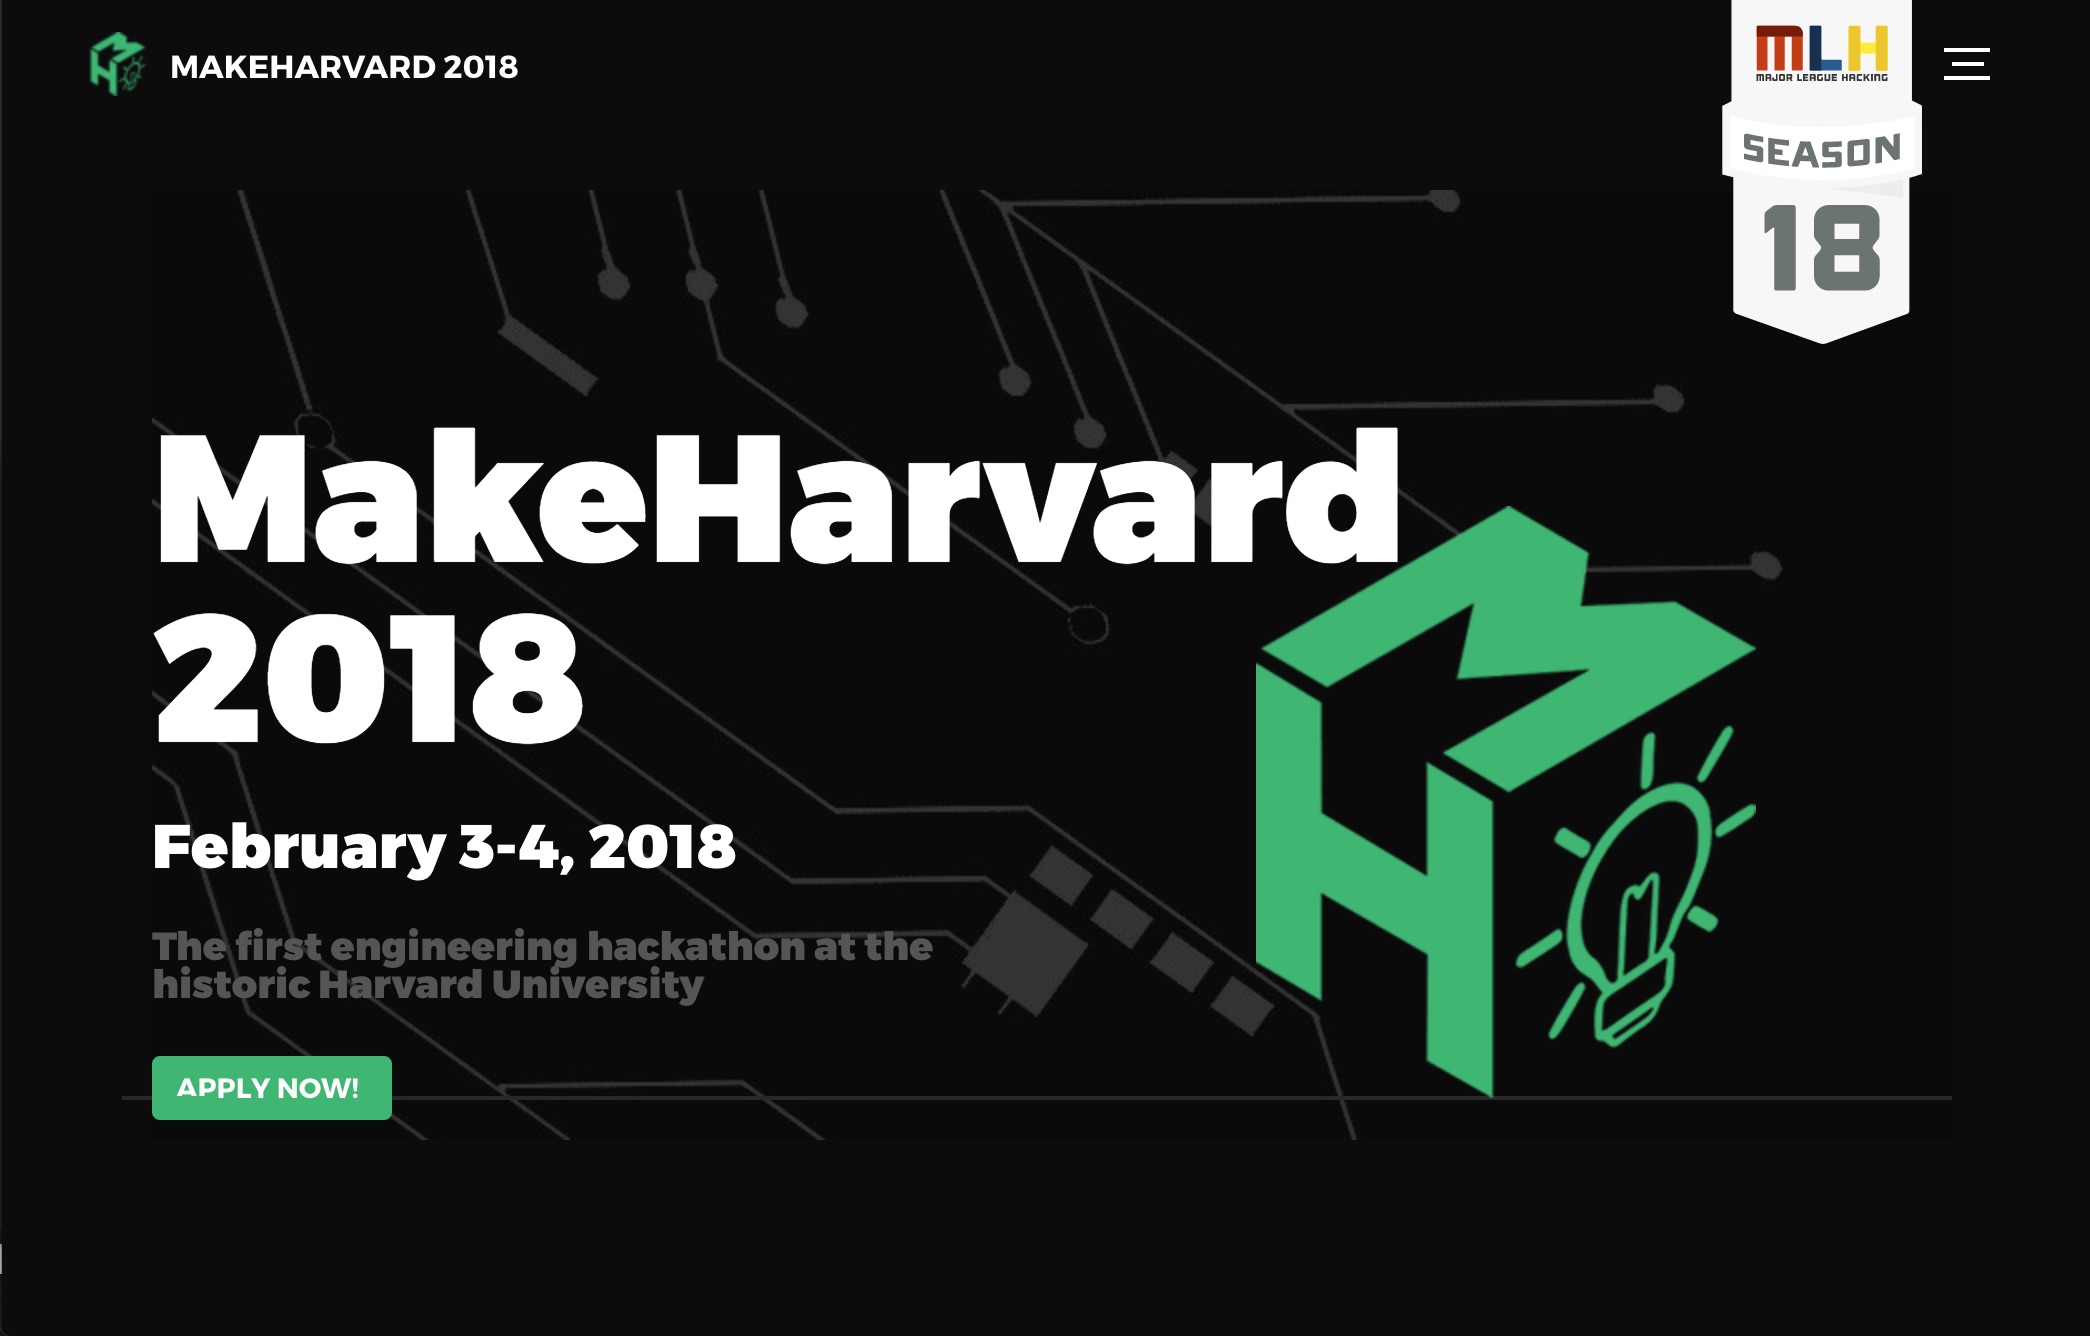 MAKEHARVARD 2018
MLH
MAJOR LEAGUE HACKING
SEASON
18
MakeHarvard
2018
February 3-4, 2018
The first engineering hackathon at the
historic Harvard University
APPLY NOW!
MH